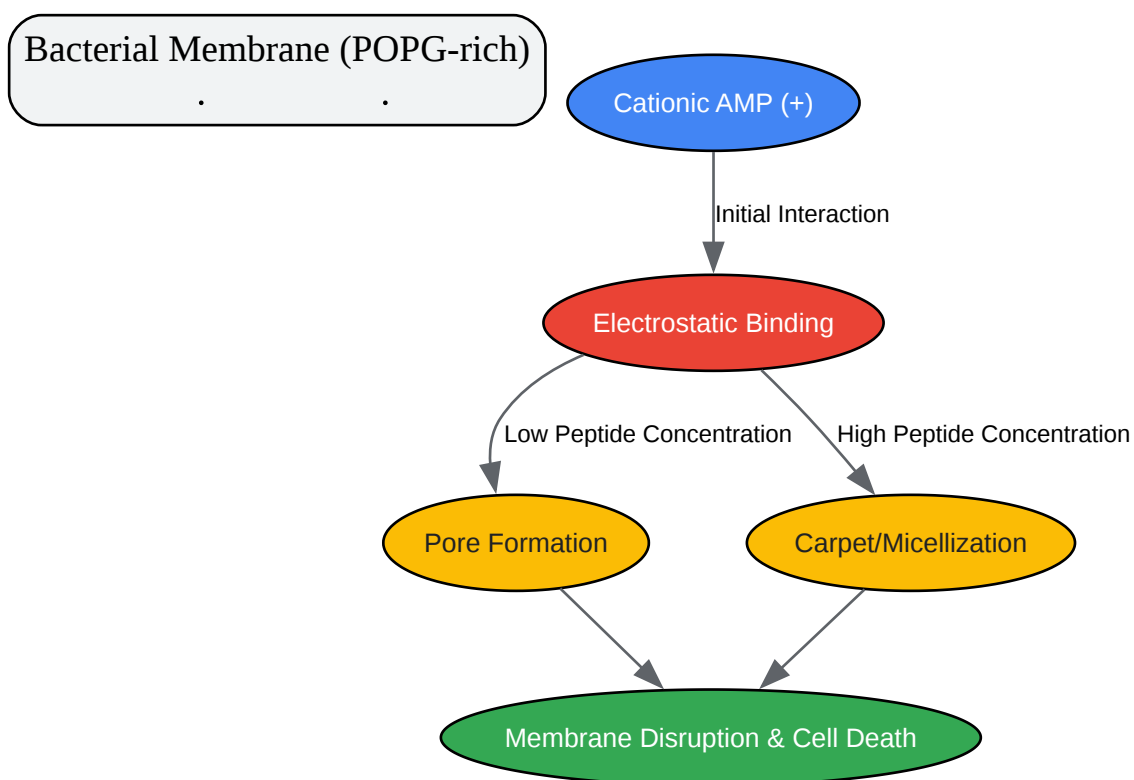 Bacterial Membrane (POPG-rich)
. .
Cationic AMP (+)
Initial Interaction
Electrostatic Binding
Low Peptide Concentration
High Peptide Concentration
Pore Formation
Carpet/Micellization
Membrane Disruption & Cell Death